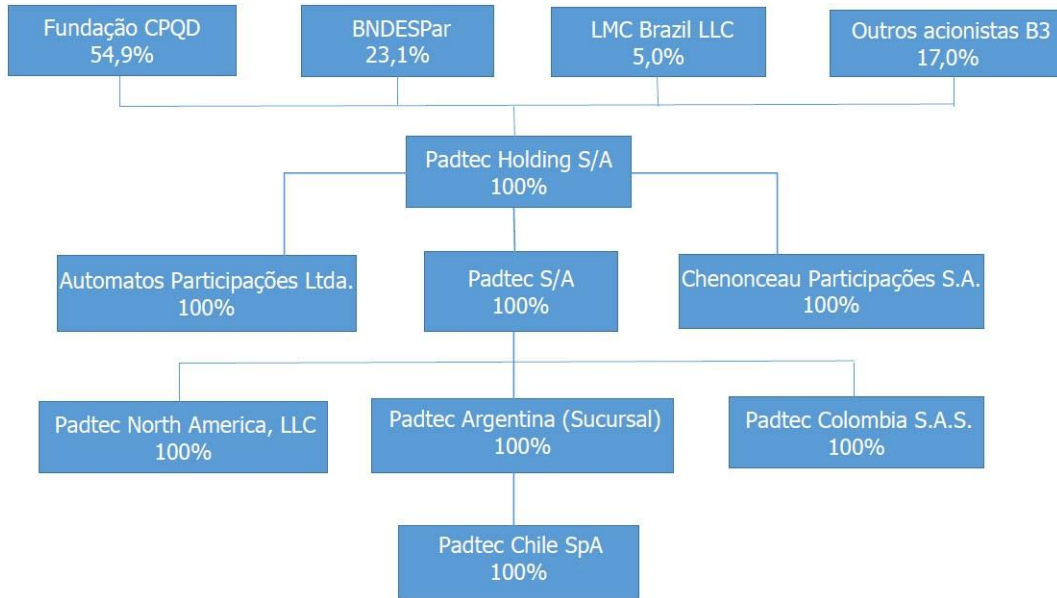 Fundação CPQD
54,9%
BNDESPar
23,1%
LMC Brazil LLC
5,0%
Outros acionistas B3
17,0%
Padtec Holding S/A
100%
Automatos Participações Ltda.
100%
Padtec S/A
100%
Chenonceau Participações S.A.
100%
Padtec North America, LLC
100%
Padtec Argentina (Sucursal)
100%
Padtec Colombia S.A.S.
100%
Padtec Chile SpA
100%